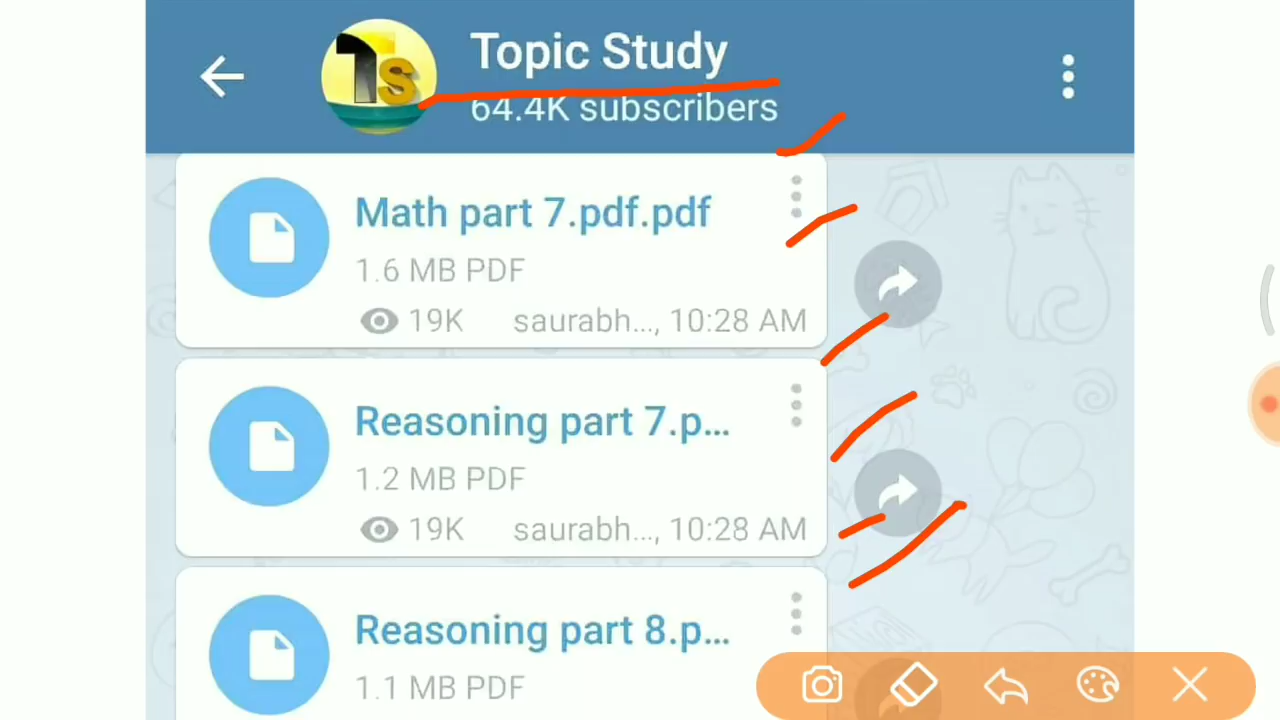 Topic Study
64.4K subscribers
Ts
Math part 7.pdf.pdf
1.6 MB PDF
19K saurabh..., 10:28 AM
Reasoning part 7.p...
1.2 MB PDF
19K saurabh..., 10:28 AM
Reasoning part 8.p...
1.1 MB PDF